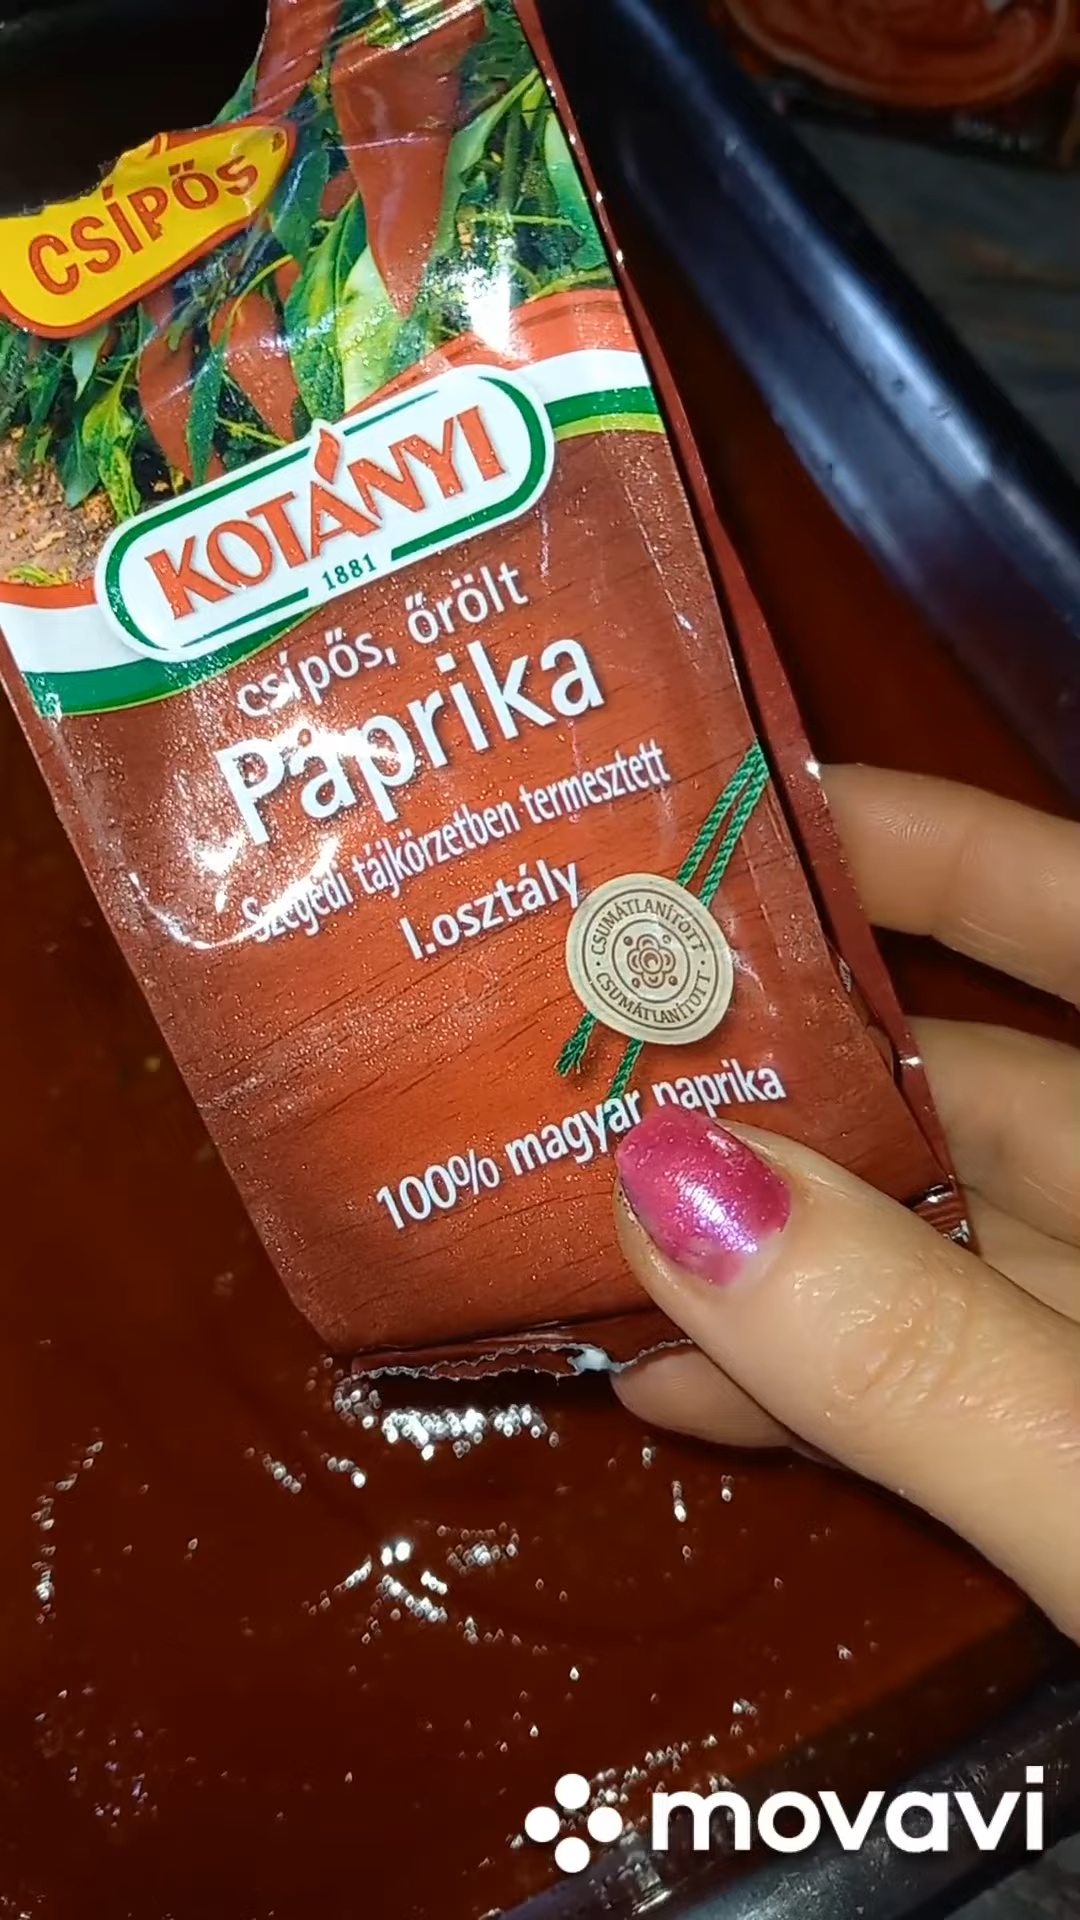 CSÍPŐS
KOTÁNYI
1881
csípős, őrölt
Paprika
Szegedi tájkörzetben termesztett
I.osztály
CSUMÁTLANÍTOTT · CSUMÁTLANÍTOTT
100% magyar paprika
movavi